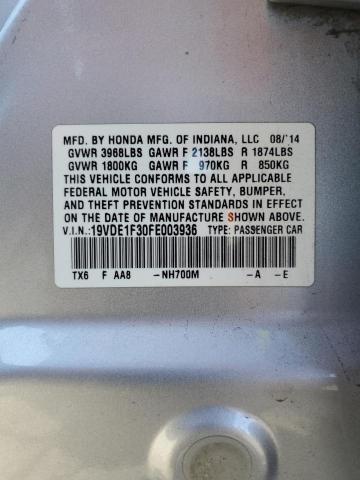 MFD. BY HONDA MFG. OF INDIANA, LLC 08/'14
GVWR 3968LBS GAWR F 2138LBS R 1874LBS
GVWR 1800KG GAWR F 970KG R 850KG
THIS VEHICLE CONFORMS TO ALL APPLICABLE
FEDERAL MOTOR VEHICLE SAFETY, BUMPER,
AND THEFT PREVENTION STANDARDS IN EFFECT
ON THE DATE OF MANUFACTURE SHOWN ABOVE.
V.I.N.: 19VDE1F30FE003936 TYPE: PASSENGER CAR
TX6 F AA8 -NH700M -A -E